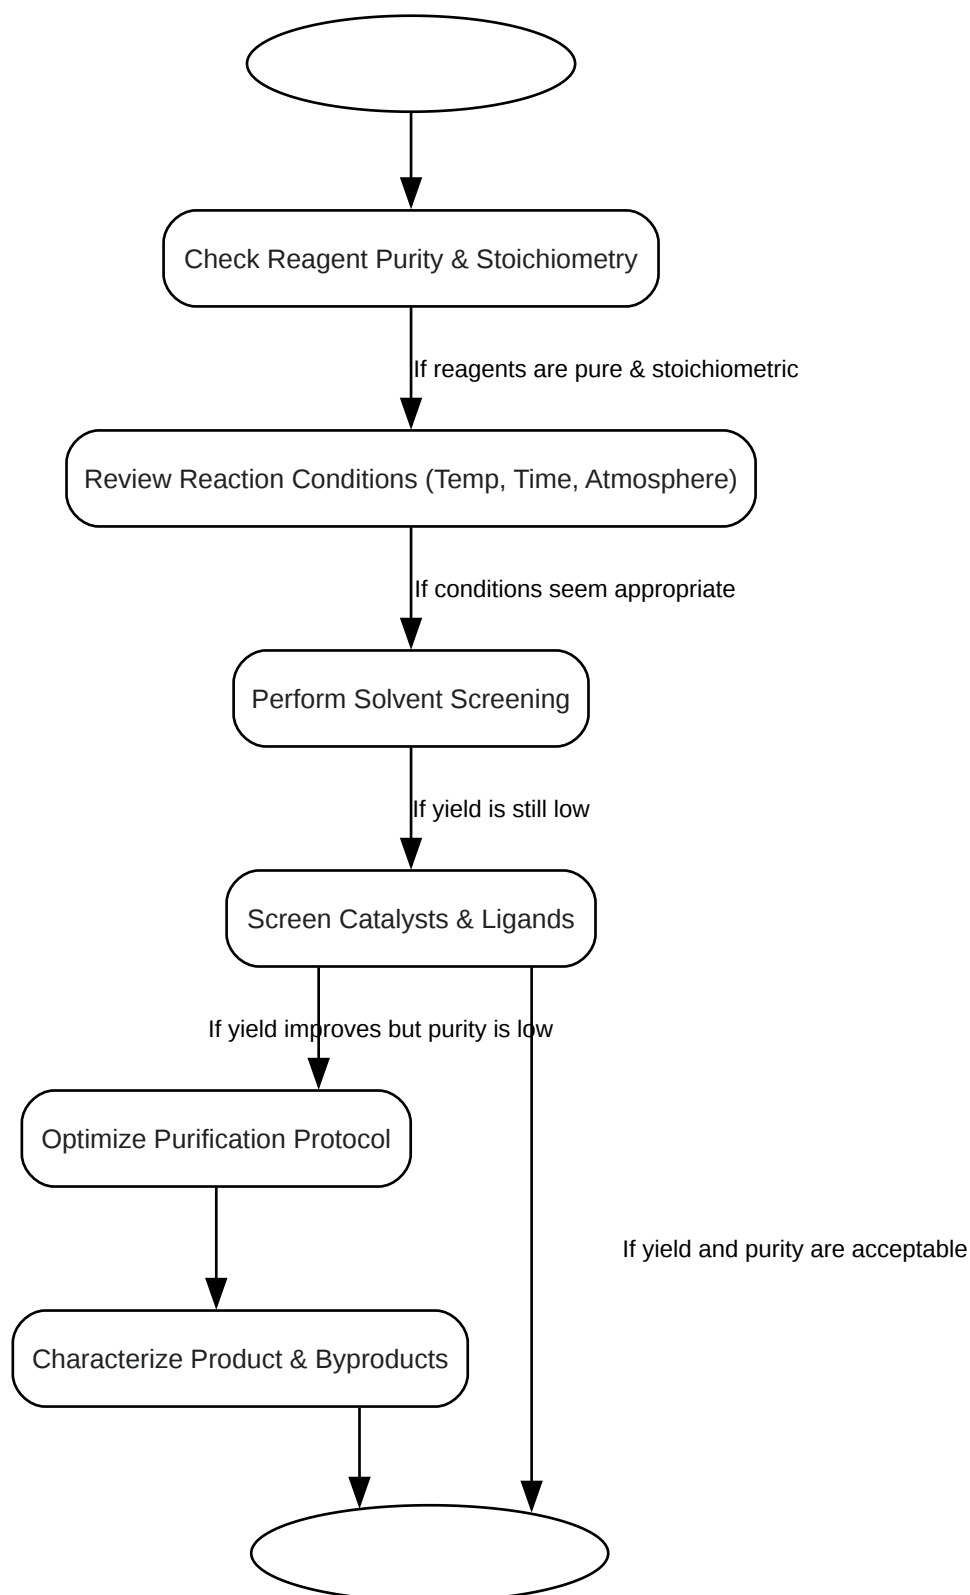 Check Reagent Purity & Stoichiometry
If reagents are pure & stoichiometric
Review Reaction Conditions (Temp, Time, Atmosphere)
If conditions seem appropriate
Perform Solvent Screening
If yield is still low
Screen Catalysts & Ligands
If yield improves but purity is low
Optimize Purification Protocol
If yield and purity are acceptable
Characterize Product & Byproducts